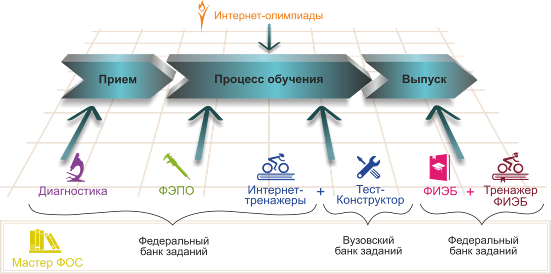 Интернет-олимпиады
Прием
Процесс обучения
Выпуск
Диагностика
ФЭПО
Интернет-
тренажеры
+
Тест-
Конструктор
ФИЭБ
+
Тренажер
ФИЭБ
Мастер ФОС
Федеральный
банк заданий
Вузовский
банк заданий
Федеральный
банк заданий